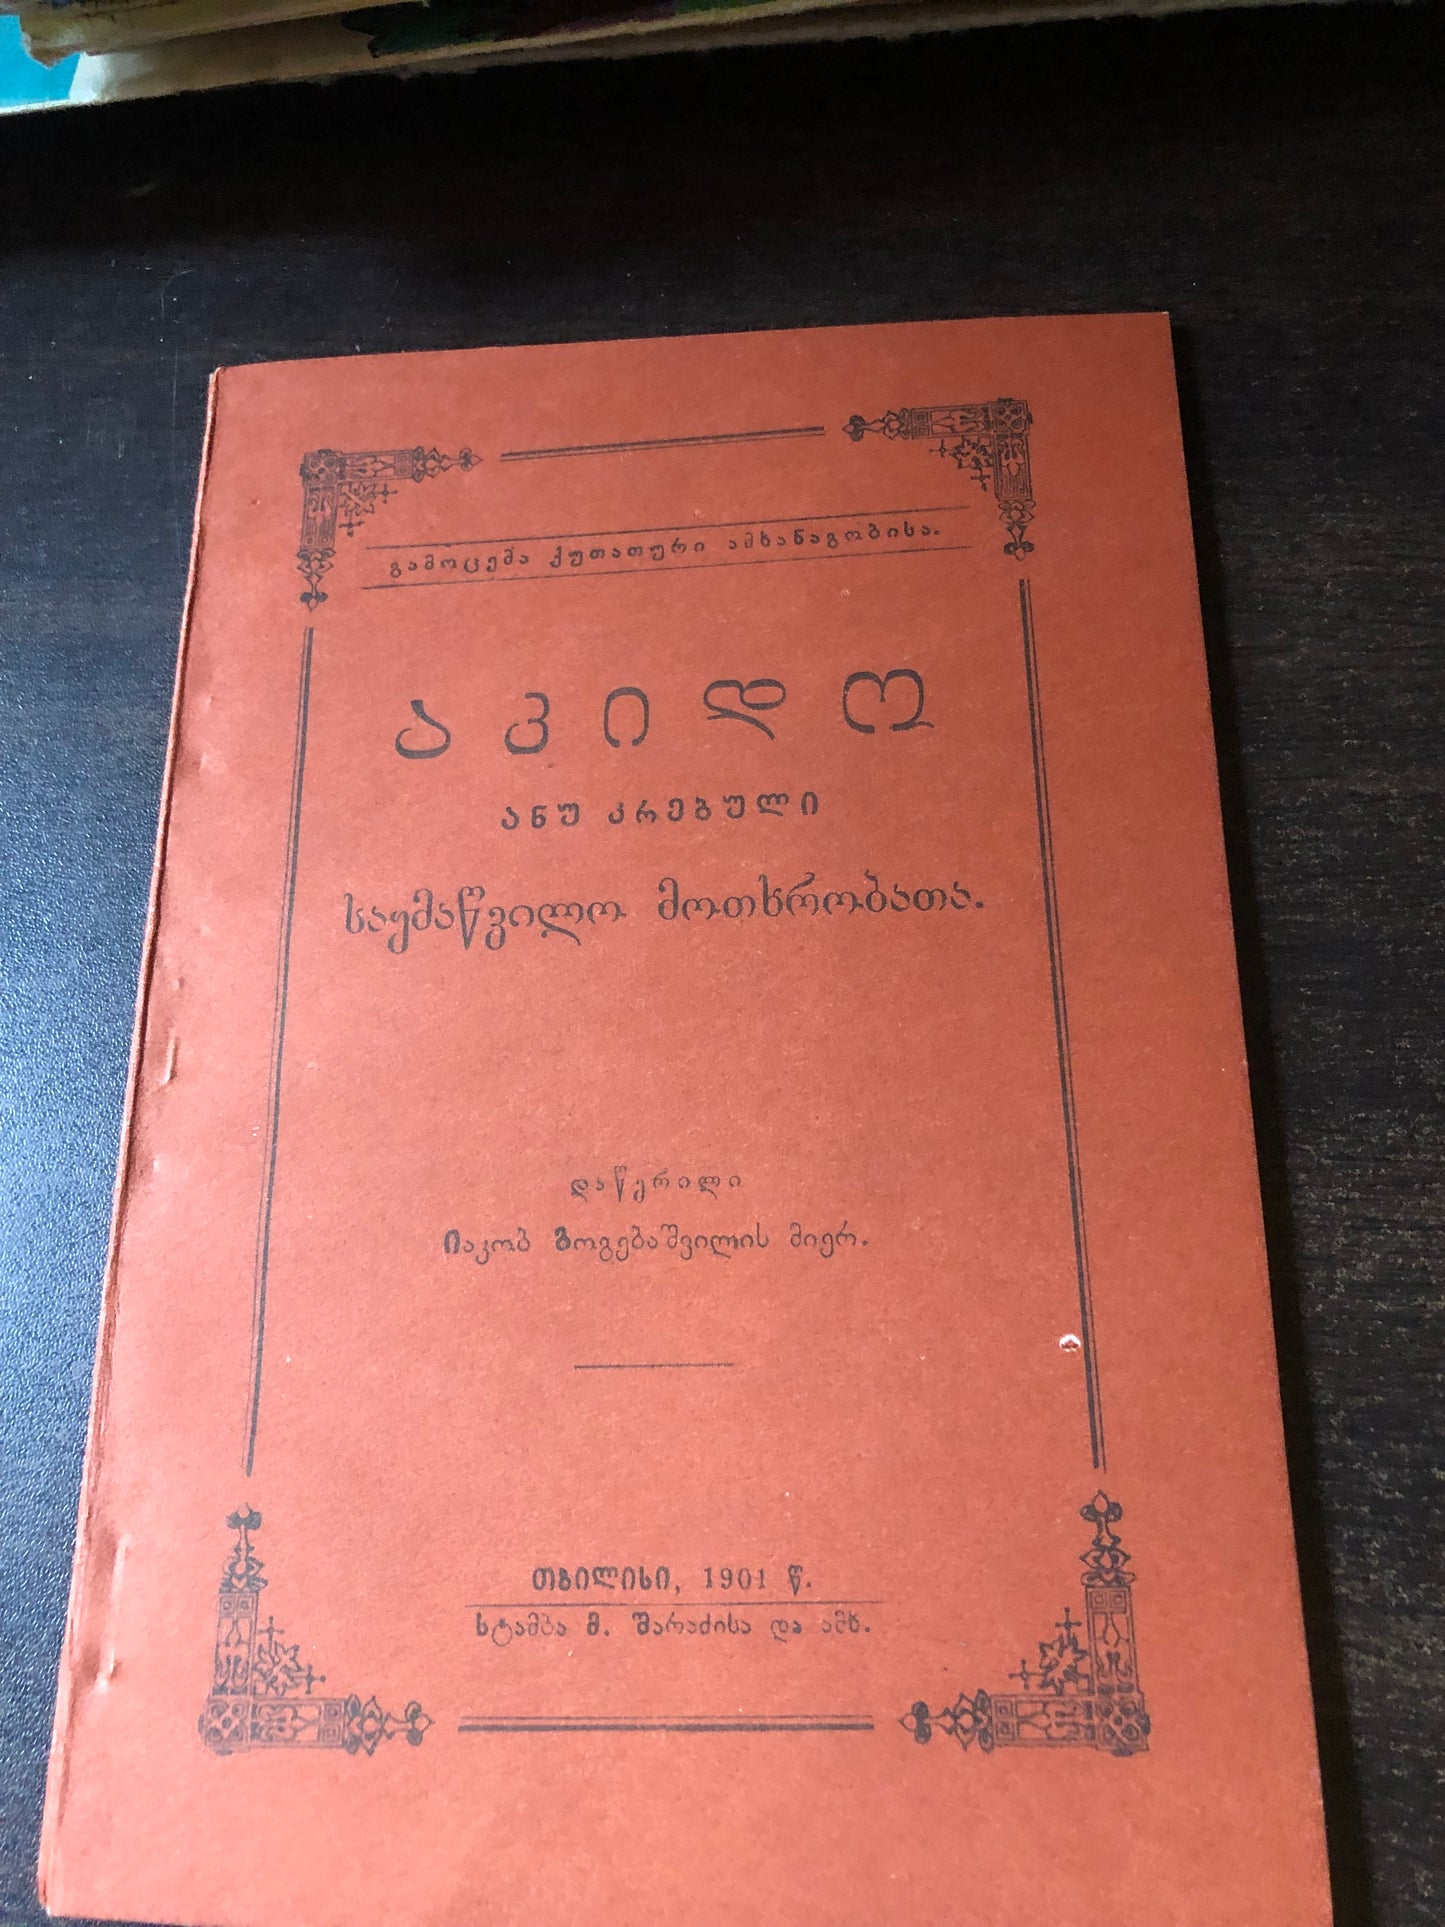 გამოცემა ქუთათური ამხანაგობისა.
აკიდო
ანუ კრებული
საყმაწვილო მოთხრობათა.
დაწერილი
იაკობ გოგებაშვილის მიერ.
თბილისი, 1901 წ.
სტამბა მ. შარაძისა და ამხ.